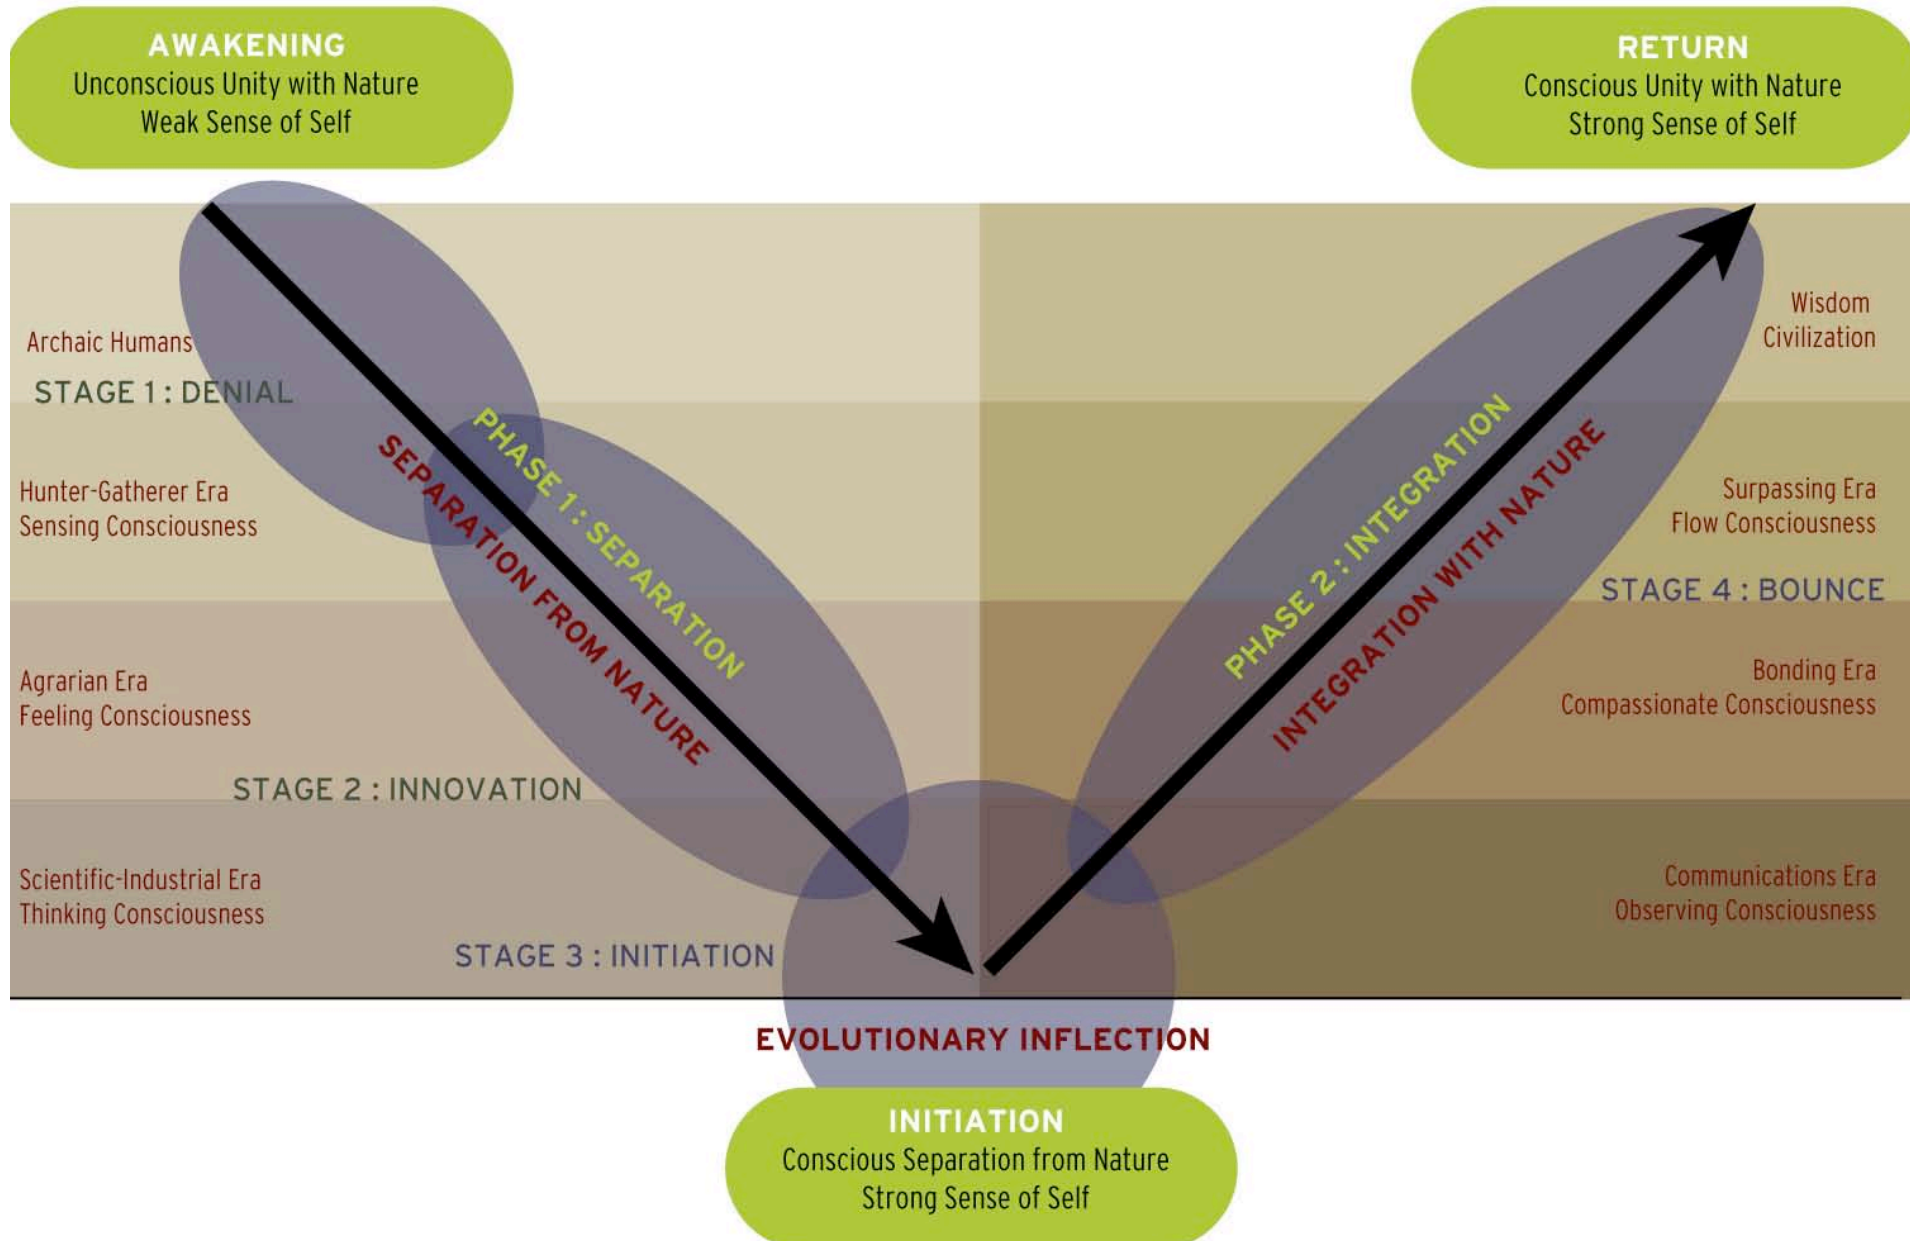 AWAKENING
Unconscious Unity with Nature
Weak Sense of Self
RETURN
Conscious Unity with Nature
Strong Sense of Self
Archaic Humans
STAGE 1 : DENIAL
Hunter-Gatherer Era
Sensing Consciousness
Agrarian Era
Feeling Consciousness
STAGE 2 : INNOVATION
Scientific-Industrial Era
Thinking Consciousness
STAGE 3 : INITIATION
PHASE 1 : SEPARATION
SEPARATION FROM NATURE
PHASE 2 : INTEGRATION
INTEGRATION WITH NATURE
Wisdom
Civilization
Surpassing Era
Flow Consciousness
STAGE 4 : BOUNCE
Bonding Era
Compassionate Consciousness
Communications Era
Observing Consciousness
EVOLUTIONARY INFLECTION
INITIATION
Conscious Separation from Nature
Strong Sense of Self